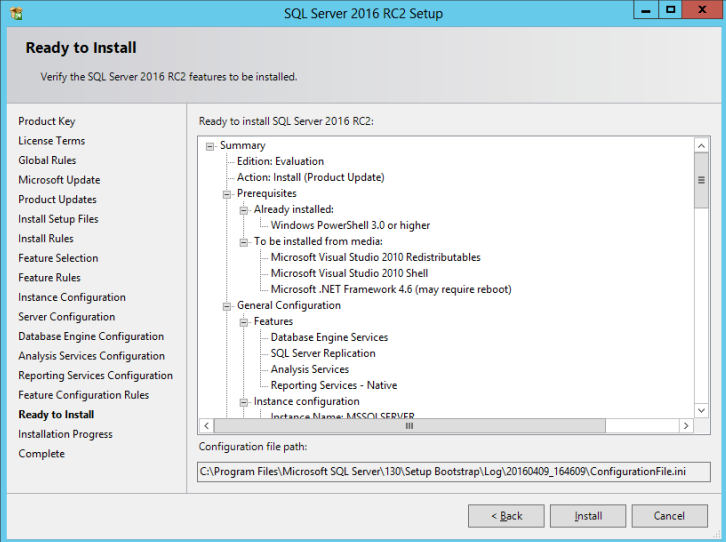 SQL Server 2016 RC2 Setup
Ready to Install
Verify the SQL Server 2016 RC2 features to be installed.
Product Key
License Terms
Global Rules
Microsoft Update
Product Updates
Install Setup Files
Install Rules
Feature Selection
Feature Rules
Instance Configuration
Server Configuration
Database Engine Configuration
Analysis Services Configuration
Reporting Services Configuration
Feature Configuration Rules
Ready to Install
Installation Progress
Complete
Ready to install SQL Server 2016 RC2:
Summary
Edition: Evaluation
Action: Install (Product Update)
Prerequisites
Already installed:
Windows PowerShell 3.0 or higher
To be installed from media:
Microsoft Visual Studio 2010 Redistributables
Microsoft Visual Studio 2010 Shell
Microsoft .NET Framework 4.6 (may require reboot)
General Configuration
Features
Database Engine Services
SQL Server Replication
Analysis Services
Reporting Services - Native
Instance configuration
Instance Name: MSSQLSERVER
Configuration file path:
C:\Program Files\Microsoft SQL Server\130\Setup Bootstrap\Log\20160409_164609\ConfigurationFile.ini
< Back
Install
Cancel